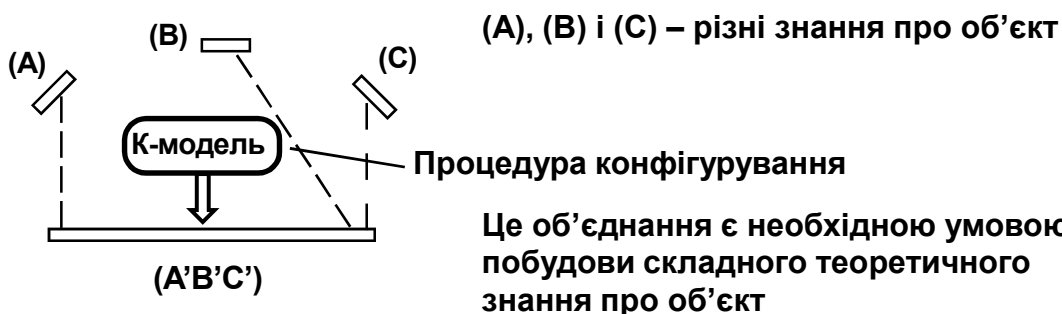 (A), (B) і (C) – різні знання про об’єкт
(B)
(A)
(C)
К-модель
Процедура конфігурування
Це об’єднання є необхідною умовою
побудови складного теоретичного
знання про об’єкт
(A’B’C’)